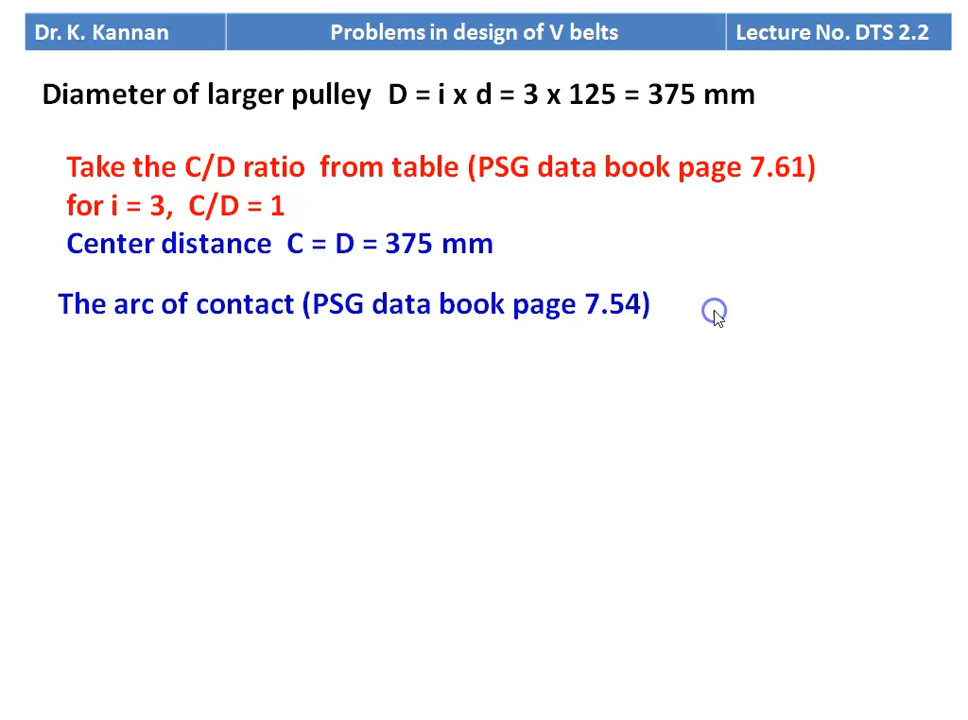 Dr. K. Kannan
Problems in design of V belts
Lecture No. DTS 2.2
Diameter of larger pulley D = i x d = 3 x 125 = 375 mm
Take the C/D ratio from table (PSG data book page 7.61)
for i = 3, C/D = 1
Center distance C = D = 375 mm
The arc of contact (PSG data book page 7.54)